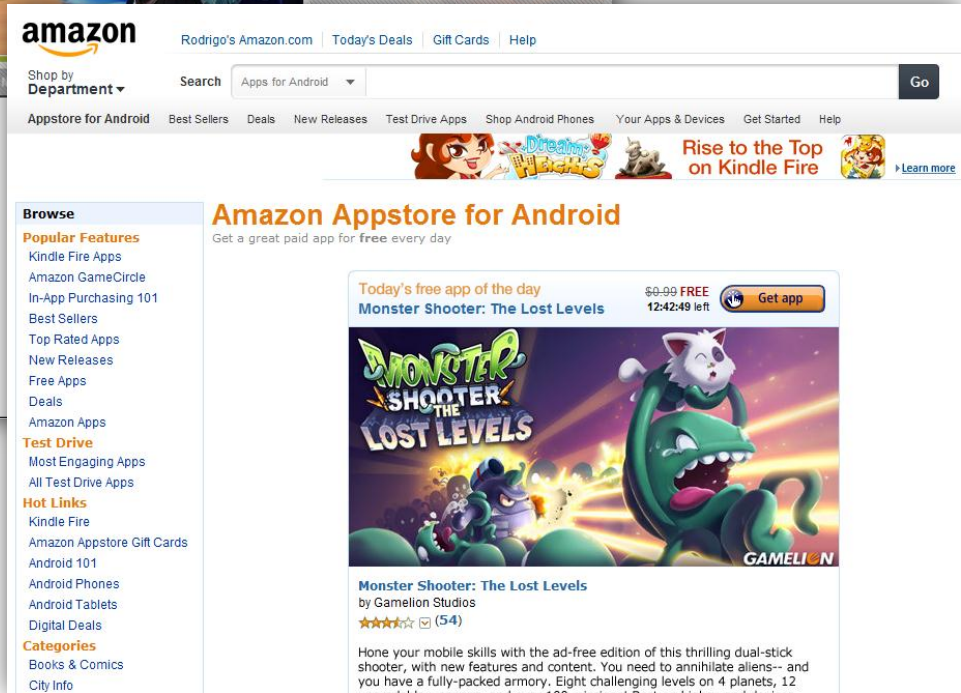 amazon
Rodrigo's Amazon.com Today's Deals Gift Cards Help
Shop by
Department
Search Apps for Android Go
Appstore for Android Best Sellers Deals New Releases Test Drive Apps Shop Android Phones Your Apps & Devices Get Started Help
Dream Heights
Rise to the Top
on Kindle Fire
Learn more
Browse
Popular Features
Kindle Fire Apps
Amazon GameCircle
In-App Purchasing 101
Best Sellers
Top Rated Apps
New Releases
Free Apps
Deals
Amazon Apps
Test Drive
Most Engaging Apps
All Test Drive Apps
Hot Links
Kindle Fire
Amazon Appstore Gift Cards
Android 101
Android Phones
Android Tablets
Digital Deals
Categories
Books & Comics
City Info
Amazon Appstore for Android
Get a great paid app for free every day
Today's free app of the day
Monster Shooter: The Lost Levels
$0.99 FREE
12:42:49 left
Get app
MONSTER
SHOOTER
THE
LOST LEVELS
GAMELION
Monster Shooter: The Lost Levels
by Gamelion Studios
(54)
Hone your mobile skills with the ad-free edition of this thrilling dual-stick
shooter, with new features and content. You need to annihilate aliens-- and
you have a fully-packed armory. Eight challenging levels on 4 planets, 12